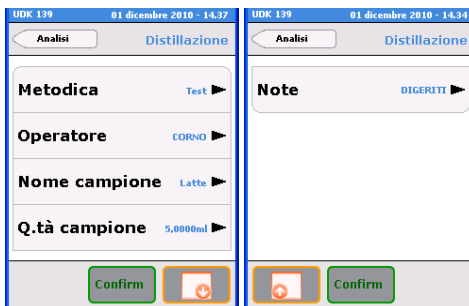 UDK 139 01 dicembre 2010 - 14.37
Analisi Distillazione
Metodica Test
Operatore CORNO
Nome campione Latte
Q.tà campione 5,0000ml
Confirm
UDK 139 01 dicembre 2010 - 14.34
Analisi Distillazione
Note DIGERITI
Confirm